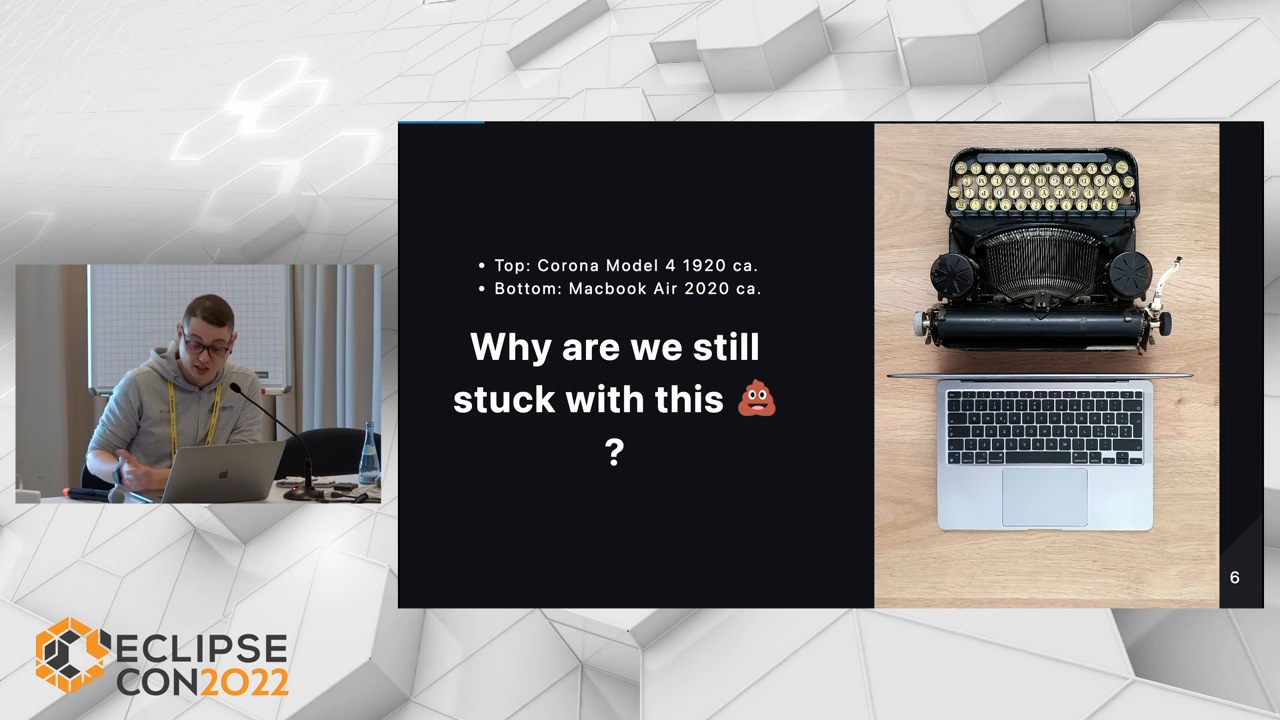 • Top: Corona Model 4 1920 ca.
• Bottom: Macbook Air 2020 ca.
Why are we still
stuck with this 💩
?
6
ECLIPSE
CON2022